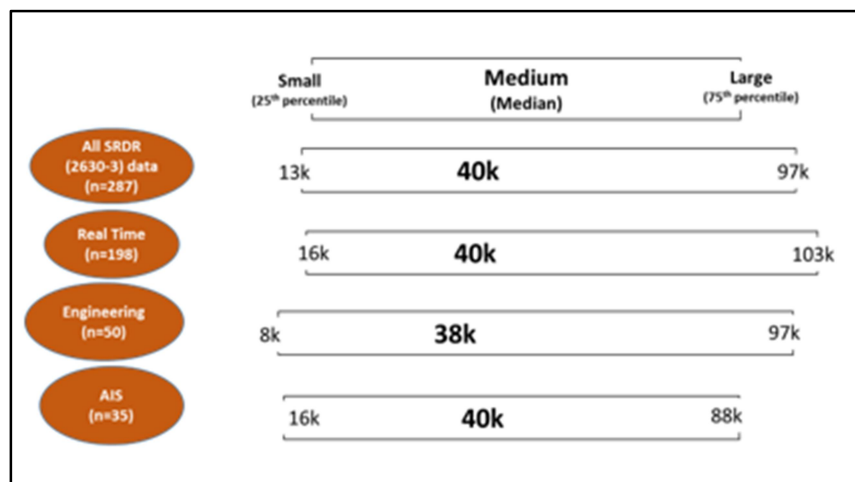 Small
(25th percentile)
Medium
(Median)
Large
(75th percentile)
All SRDR
(2630-3) data
(n=287)
13k
40k
97k
Real Time
(n=198)
16k
40k
103k
Engineering
(n=50)
8k
38k
97k
AIS
(n=35)
16k
40k
88k